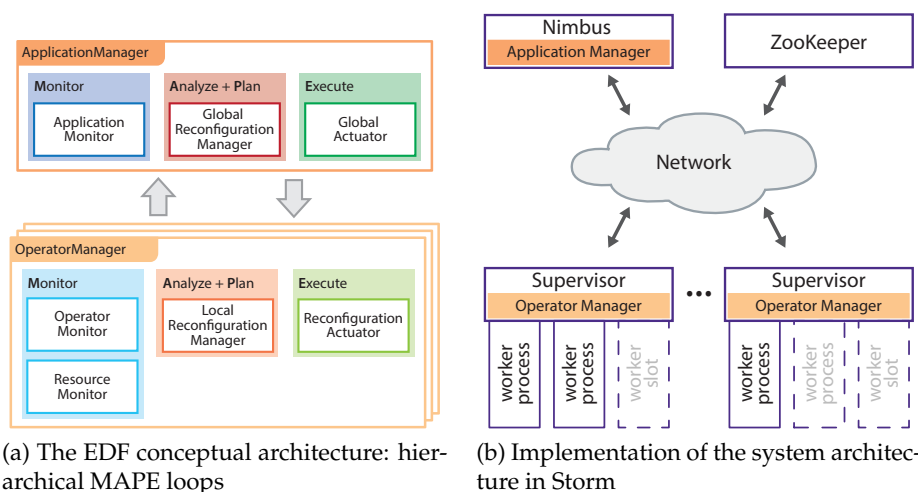 ApplicationManager
Monitor
Application
Monitor
Analyze + Plan
Global
Reconfiguration
Manager
Execute
Global
Actuator
OperatorManager
Monitor
Operator
Monitor
Resource
Monitor
Analyze + Plan
Local
Reconfiguration
Manager
Execute
Reconfiguration
Actuator
(a) The EDF conceptual architecture: hier-
archical MAPE loops
Nimbus
Application Manager
ZooKeeper
Network
Supervisor
Operator Manager
worker
process
worker
process
worker
slot
...
Supervisor
Operator Manager
worker
process
worker
process
worker
slot
(b) Implementation of the system architec-
ture in Storm